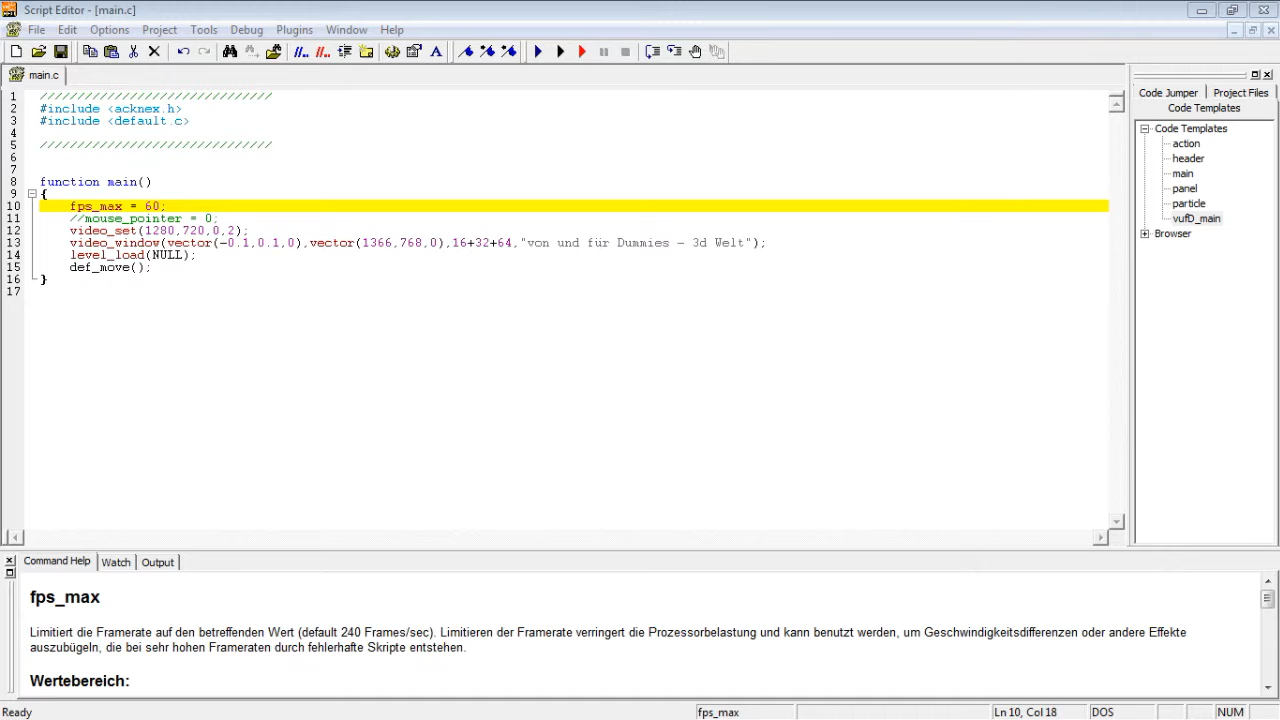 Script Editor - [main.c]
File Edit Options Project Tools Debug Plugins Window Help
main.c
1 ///////////////////////////////
2 #include <acknex.h>
3 #include <default.c>
4
5 ///////////////////////////////
6
7
8 function main()
9 {
10 fps_max = 60;
11 //mouse_pointer = 0;
12 video_set(1280,720,0,2);
13 video_window(vector(-0.1,0.1,0),vector(1366,768,0),16+32+64,"von und für Dummies - 3d Welt");
14 level_load(NULL);
15 def_move();
16 }
17
Code Jumper Project Files
Code Templates
Code Templates
action
header
main
panel
particle
vufD_main
Browser
Command Help Watch Output
fps_max
Limitiert die Framerate auf den betreffenden Wert (default 240 Frames/sec). Limitieren der Framerate verringert die Prozessorbelastung und kann benutzt werden, um Geschwindigkeitsdifferenzen oder andere Effekte
auszubügeln, die bei sehr hohen Frameraten durch fehlerhafte Skripte entstehen.
Wertebereich:
Ready fps_max Ln 10, Col 18 DOS NUM